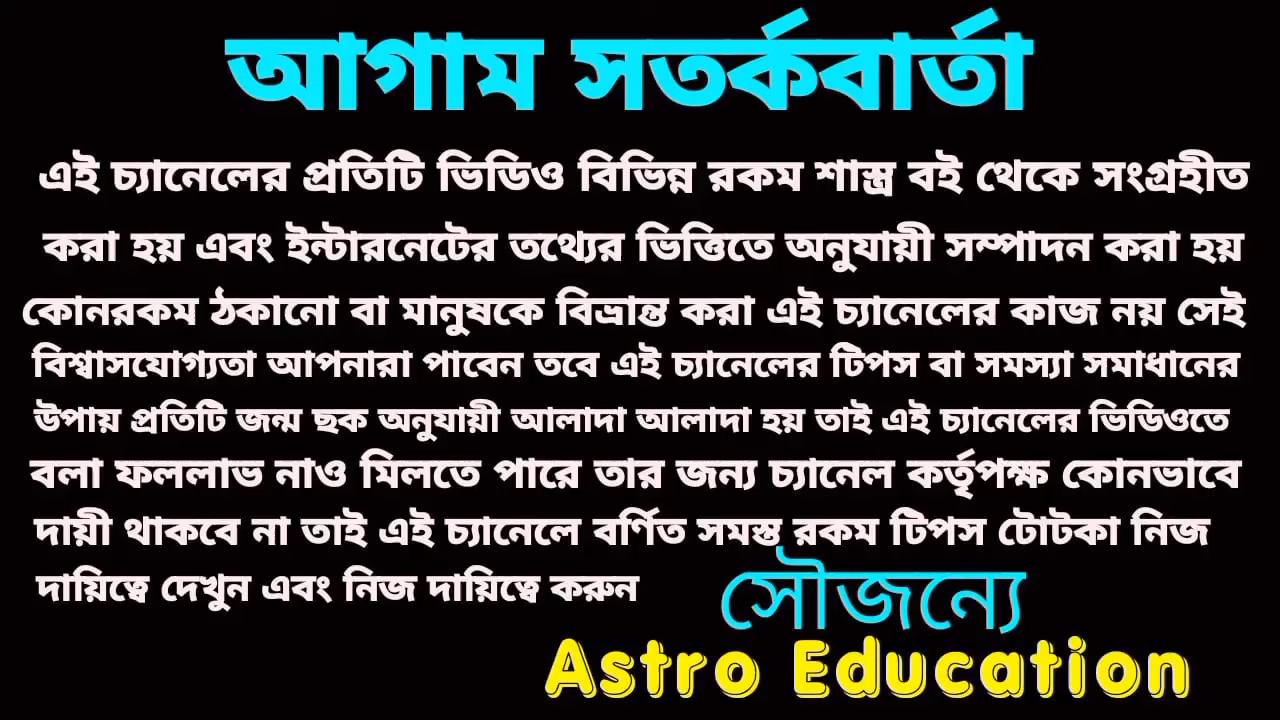 আগাম সতর্কবার্তা
এই চ্যানেলের প্রতিটি ভিডিও বিভিন্ন রকম শাস্ত্র বই থেকে সংগ্রহীত
করা হয় এবং ইন্টারনেটের তথ্যের ভিত্তিতে অনুযায়ী সম্পাদন করা হয়
কোনরকম ঠকানো বা মানুষকে বিভ্রান্ত করা এই চ্যানেলের কাজ নয় সেই
বিশ্বাসযোগ্যতা আপনারা পাবেন তবে এই চ্যানেলের টিপস বা সমস্যা সমাধানের
উপায় প্রতিটি জন্ম ছক অনুযায়ী আলাদা আলাদা হয় তাই এই চ্যানেলের ভিডিওতে
বলা ফললাভ নাও মিলতে পারে তার জন্য চ্যানেল কর্তৃপক্ষ কোনভাবে
দায়ী থাকবে না তাই এই চ্যানেলে বর্ণিত সমস্ত রকম টিপস টোটকা নিজ
দায়িত্বে দেখুন এবং নিজ দায়িত্বে করুন
সৌজন্যে
Astro Education